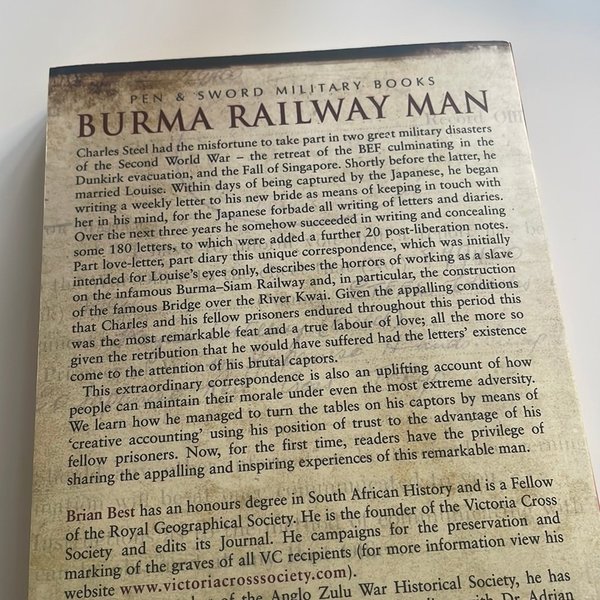 PEN & SWORD MILITARY BOOKS
BURMA RAILWAY MAN
Charles Steel had the misfortune to take part in two great military disasters
of the Second World War – the retreat of the BEF culminating in the
Dunkirk evacuation, and the Fall of Singapore. Shortly before the latter, he
married Louise. Within days of being captured by the Japanese, he began
writing a weekly letter to his new bride as means of keeping in touch with
her in his mind, for the Japanese forbade all writing of letters and diaries.
Over the next three years he somehow succeeded in writing and concealing
some 180 letters, to which were added a further 20 post-liberation notes.
Part love-letter, part diary this unique correspondence, which was initially
intended for Louise's eyes only, describes the horrors of working as a slave
on the infamous Burma–Siam Railway and, in particular, the construction
of the famous Bridge over the River Kwai. Given the appalling conditions
that Charles and his fellow prisoners endured throughout this period this
was the most remarkable feat and a true labour of love; all the more so
given the retribution that he would have suffered had the letters' existence
come to the attention of his brutal captors.
This extraordinary correspondence is also an uplifting account of how
people can maintain their morale under even the most extreme adversity.
We learn how he managed to turn the tables on his captors by means of
'creative accounting' using his position of trust to the advantage of his
fellow prisoners. Now, for the first time, readers have the privilege of
sharing the appalling and inspiring experiences of this remarkable man.
Brian Best has an honours degree in South African History and is a Fellow
of the Royal Geographical Society. He is the founder of the Victoria Cross
Society and edits its Journal. He campaigns for the preservation and
marking of the graves of all VC recipients (for more information view his
website www.victoriacrosssociety.com).
of the Anglo Zulu War Historical Society, he has
with Dr Adrian